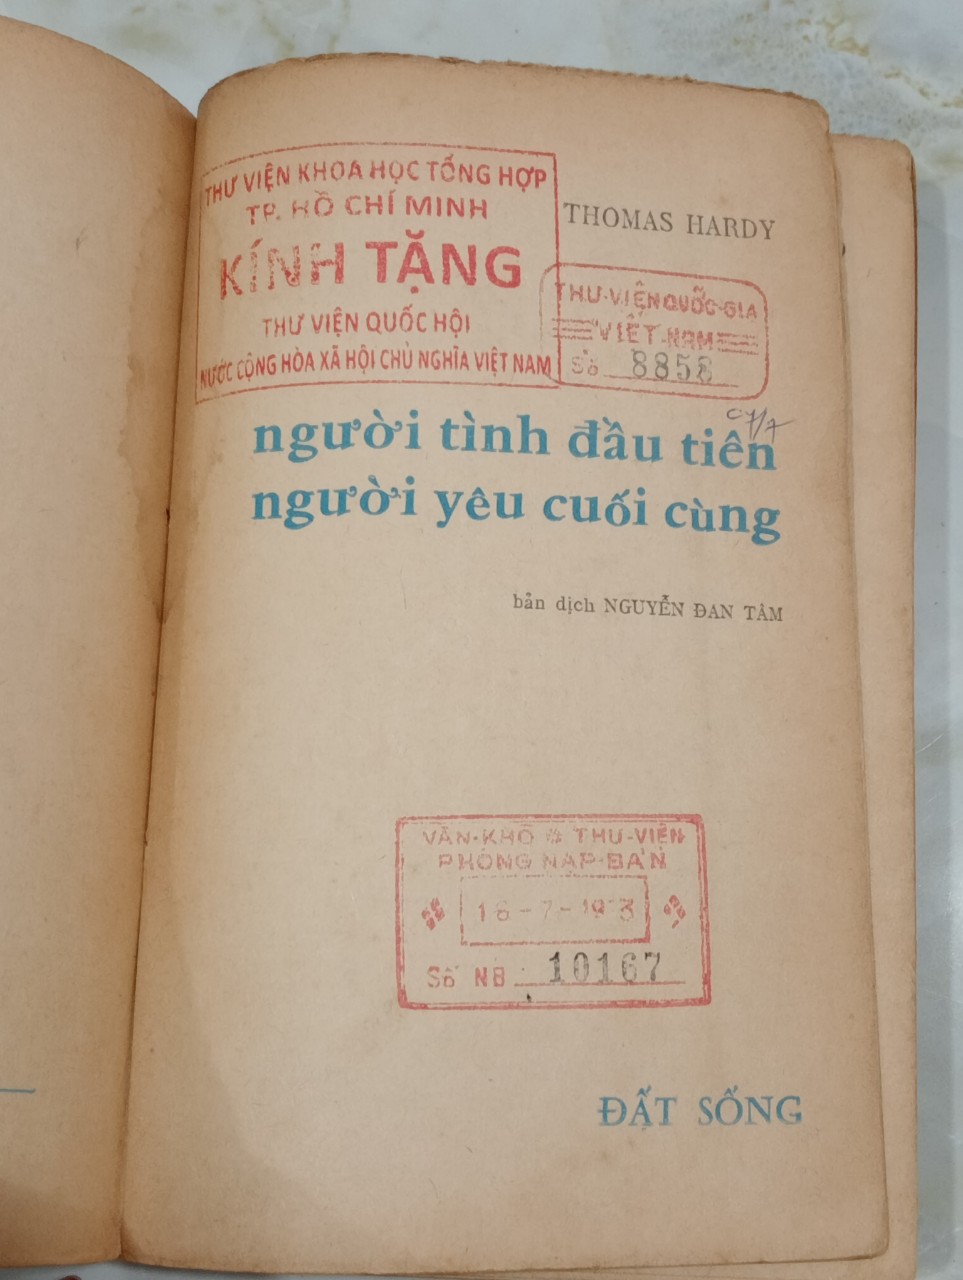 THƯ VIỆN KHOA HỌC TỔNG HỢP
TP. HỒ CHÍ MINH
KÍNH TẶNG
THƯ VIỆN QUỐC HỘI
NƯỚC CỘNG HÒA XÃ HỘI CHỦ NGHĨA VIỆT NAM
THOMAS HARDY
THƯ-VIỆN QUỐC-GIA
VIỆT-NAM
Số 8858
người tình đầu tiên
người yêu cuối cùng
bản dịch NGUYỄN ĐAN TÂM
VĂN-KHỐ & THƯ-VIỆN
PHÒNG NẠP-BẢN
16-7-1973
Số NB 10167
ĐẤT SỐNG